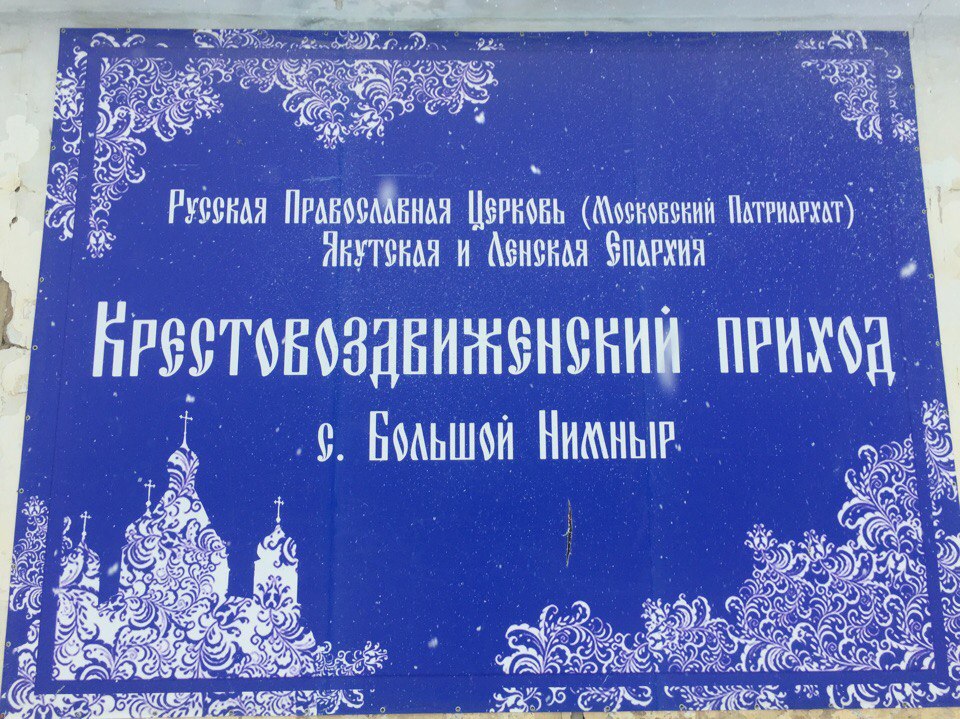 Русская Православная Церковь (Московский Патриархат)
Якутская и Ленская Епархия
Крестовоздвиженский приход
с. Большой Нимныр